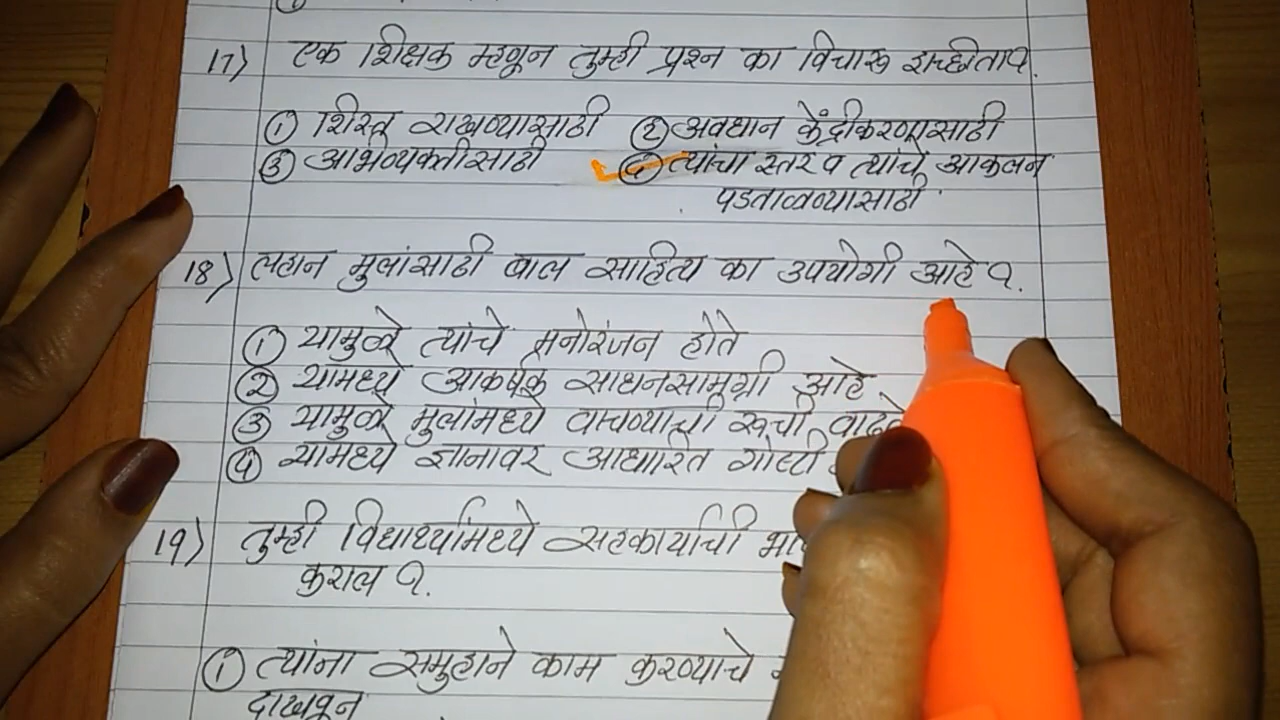 17) एक शिक्षक म्हणून तुम्ही प्रश्न का विचारू इच्छिता?.
① शिस्त राखण्यासाठी ② अवधान केंद्रीकरणासाठी
③ अभिव्यक्तीसाठी ④ त्यांचा स्तर व त्यांचे आकलन
पडताळण्यासाठी
18) लहान मुलांसाठी बाल साहित्य का उपयोगी आहे?.
① यामुळे त्यांचे मनोरंजन होते
② यामध्ये आकर्षक साधनसामुग्री आहे
③ यामुळे मुलांमध्ये वाचण्याची रूची
④ यामध्ये ज्ञानावर आधारित गोष्टी
19) तुम्ही विद्यार्थ्यांमध्ये सहकार्याची
कराल ?.
① त्यांना समुहाने काम करण्याचे
दाखवून